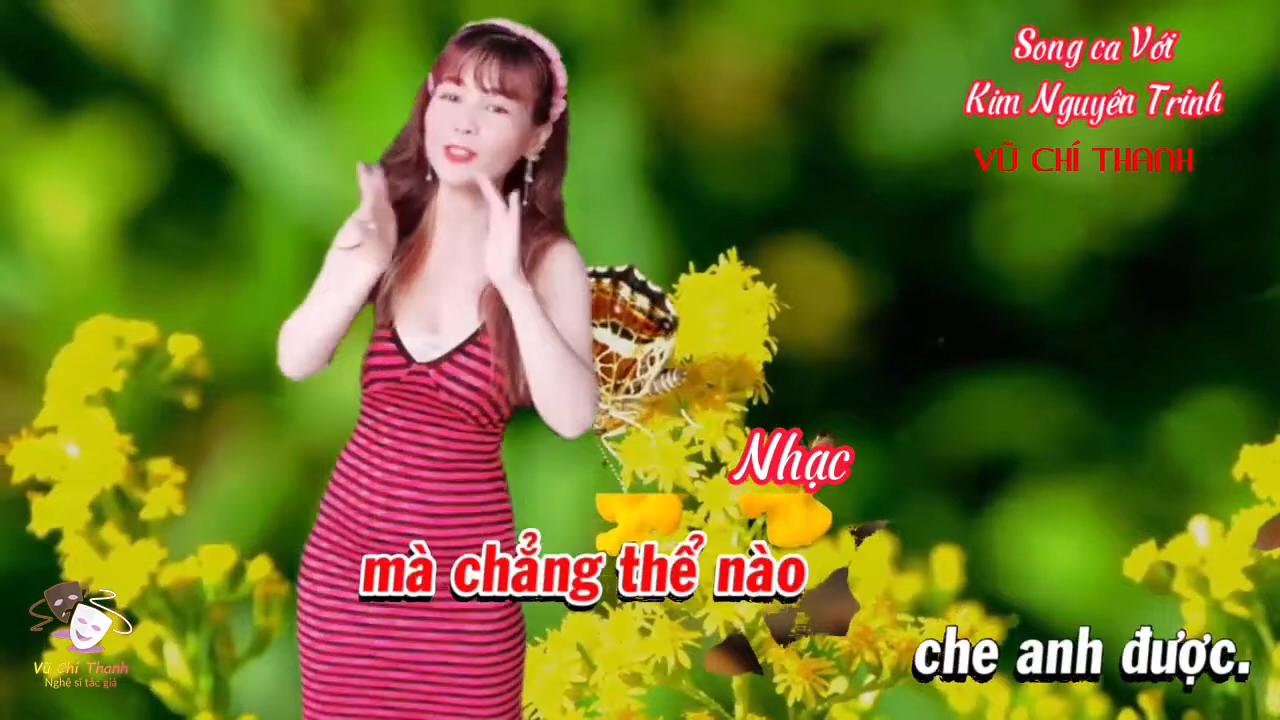 Song ca Với
Kim Nguyên Trinh
VŨ CHÍ THANH
Nhạc
mà chẳng thể nào
che anh được.
Vũ Chí Thanh
Nghệ sĩ tác giả